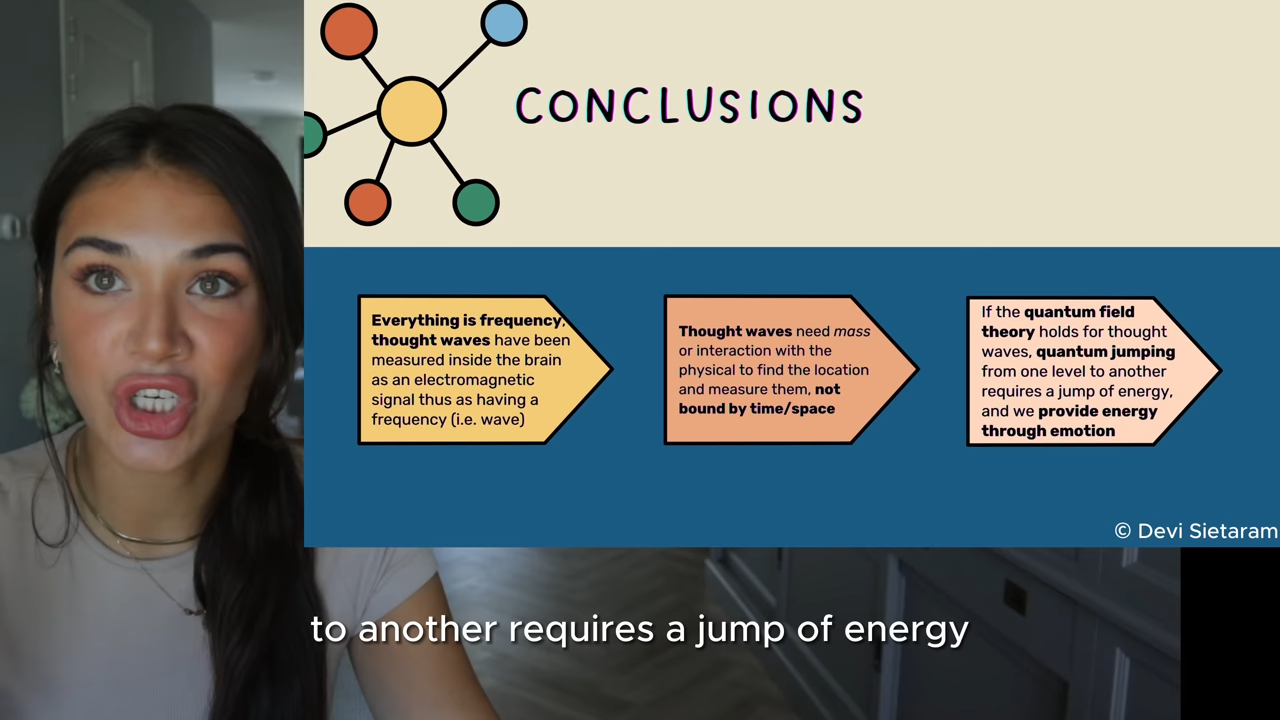 CONCLUSIONS
Everything is frequency,
thought waves have been
measured inside the brain
as an electromagnetic
signal thus as having a
frequency (i.e. wave)
Thought waves need mass
or interaction with the
physical to find the location
and measure them, not
bound by time/space
If the quantum field
theory holds for thought
waves, quantum jumping
from one level to another
requires a jump of energy,
and we provide energy
through emotion
© Devi Sietaram
to another requires a jump of energy